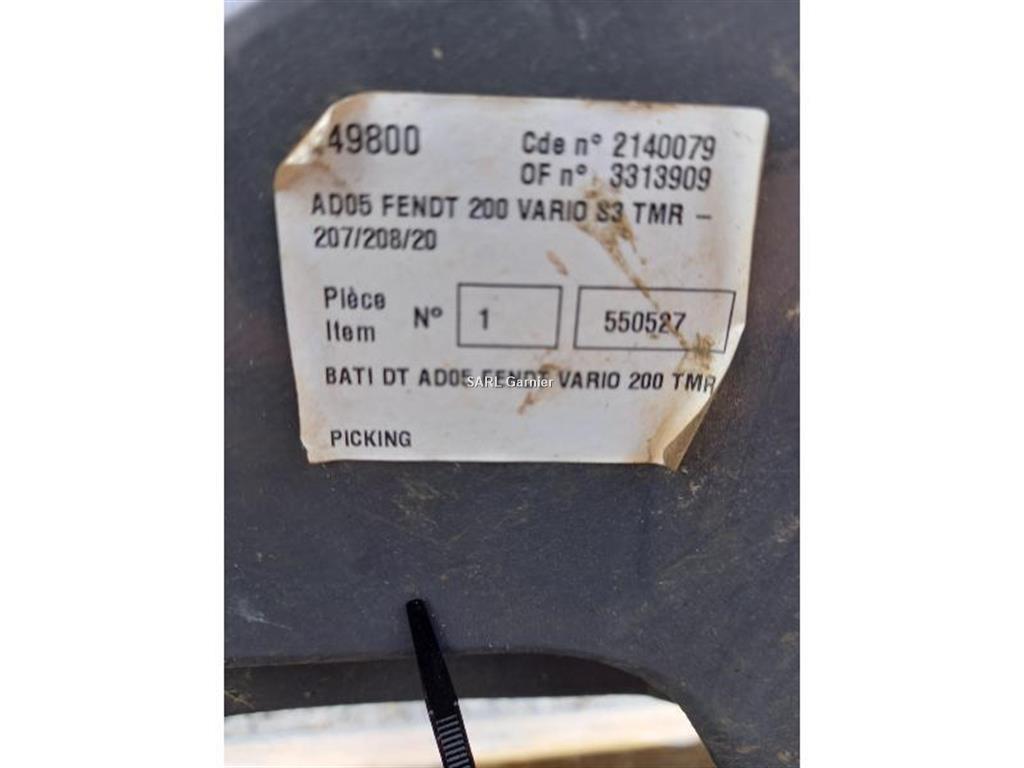 49800
Cde n° 2140079
OF n° 3313909
AD05 FENDT 200 VARIO S3 TMR -
207/208/20
Pièce
Item
N°
1
550527
BATI DT AD05 FENDT VARIO 200 TMR
SARL Garnier
PICKING